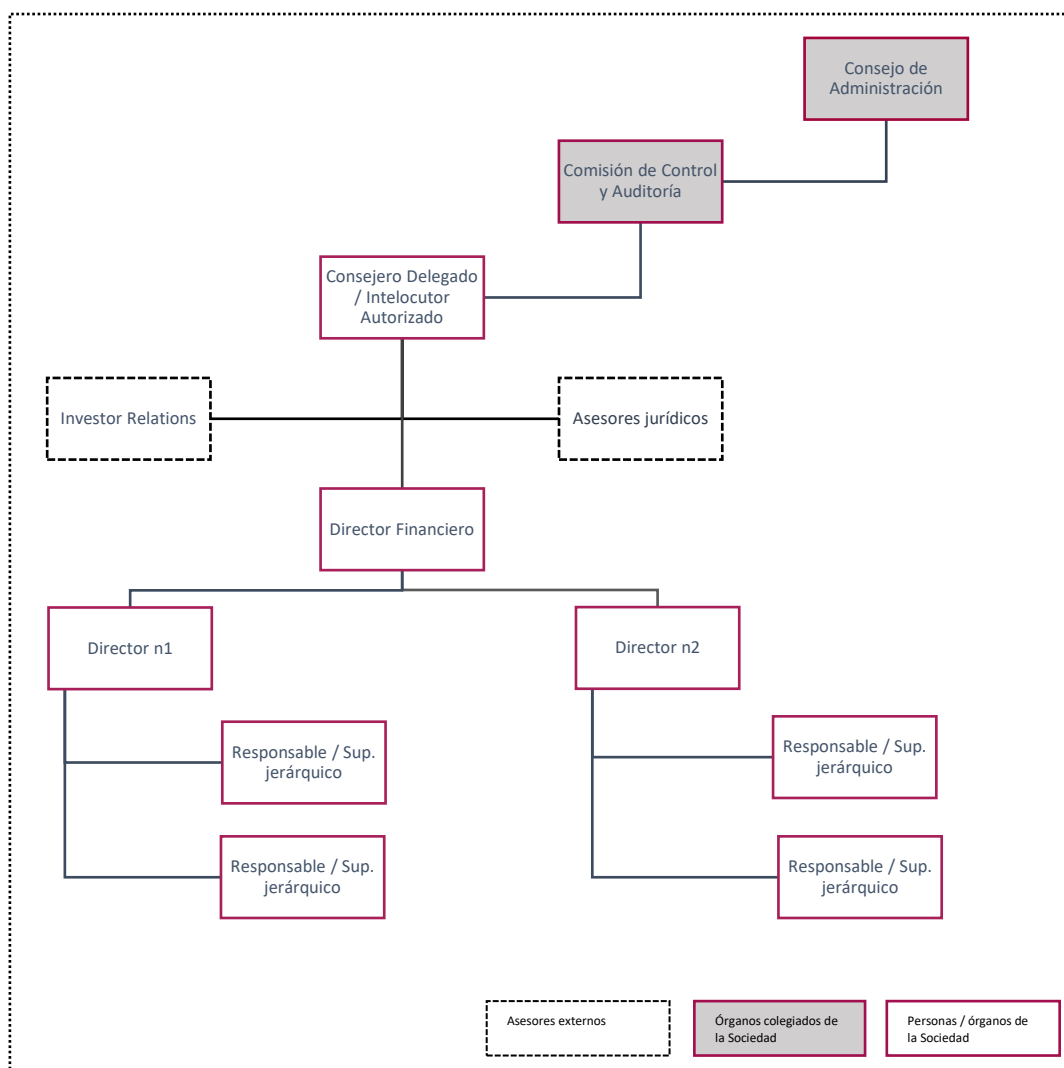 Consejo de
Administración
Comisión de Control
y Auditoría
Consejero Delegado
/ Intelocutor
Autorizado
Investor Relations
Asesores jurídicos
Director Financiero
Director n1
Director n2
Responsable / Sup.
jerárquico
Responsable / Sup.
jerárquico
Responsable / Sup.
jerárquico
Responsable / Sup.
jerárquico
Asesores externos
Órganos colegiados de
la Sociedad
Personas / órganos de
la Sociedad